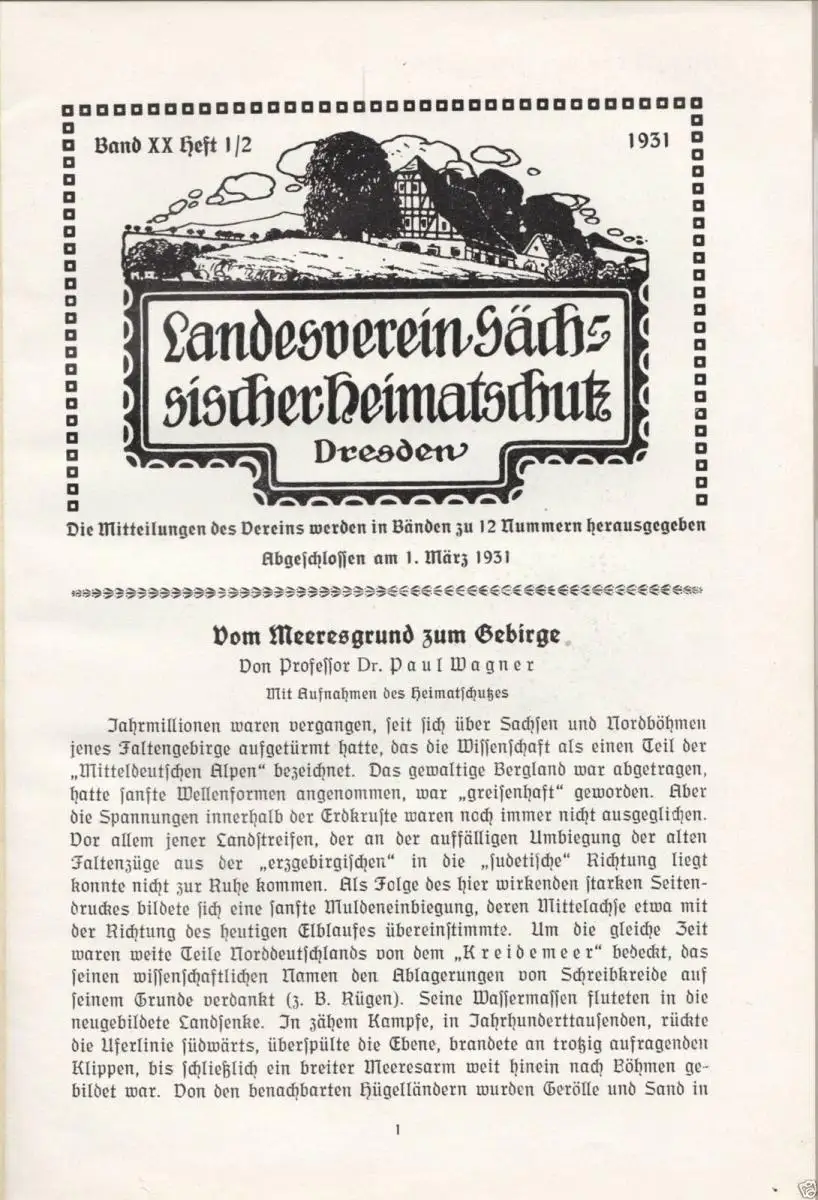 Band XX Heft 1/2
1931
Landesverein Säch-
sischer Heimatschutz
Dresden
Die Mitteilungen des Vereins werden in Bänden zu 12 Nummern herausgegeben
Abgeschlossen am 1. März 1931
Vom Meeresgrund zum Gebirge
Von Professor Dr. Paul Wagner
Mit Aufnahmen des Heimatschutzes
Jahrmillionen waren vergangen, seit sich über Sachsen und Nordböhmen
jenes Faltengebirge aufgetürmt hatte, das die Wissenschaft als einen Teil der
„Mitteldeutschen Alpen“ bezeichnet. Das gewaltige Bergland war abgetragen,
hatte sanfte Wellenformen angenommen, war „greisenhaft“ geworden. Aber
die Spannungen innerhalb der Erdkruste waren noch immer nicht ausgeglichen.
Vor allem jener Landstreifen, der an der auffälligen Umbiegung der alten
Faltenzüge aus der „erzgebirgischen“ in die „sudetische“ Richtung liegt
konnte nicht zur Ruhe kommen. Als Folge des hier wirkenden starken Seiten-
druckes bildete sich eine sanfte Muldeneinbiegung, deren Mittelachse etwa mit
der Richtung des heutigen Elblaufes übereinstimmte. Um die gleiche Zeit
waren weite Teile Norddeutschlands von dem „Kreidemeer“ bedeckt, das
seinen wissenschaftlichen Namen den Ablagerungen von Schreibkreide auf
seinem Grunde verdankt (z. B. Rügen). Seine Wassermassen fluteten in die
neugebildete Landsenke. In zähem Kampfe, in Jahrhunderttausenden, rückte
die Uferlinie südwärts, überspülte die Ebene, brandete an trotzig aufragenden
Klippen, bis schließlich ein breiter Meeresarm weit hinein nach Böhmen ge-
bildet war. Von den benachbarten Hügelländern wurden Gerölle und Sand in
1